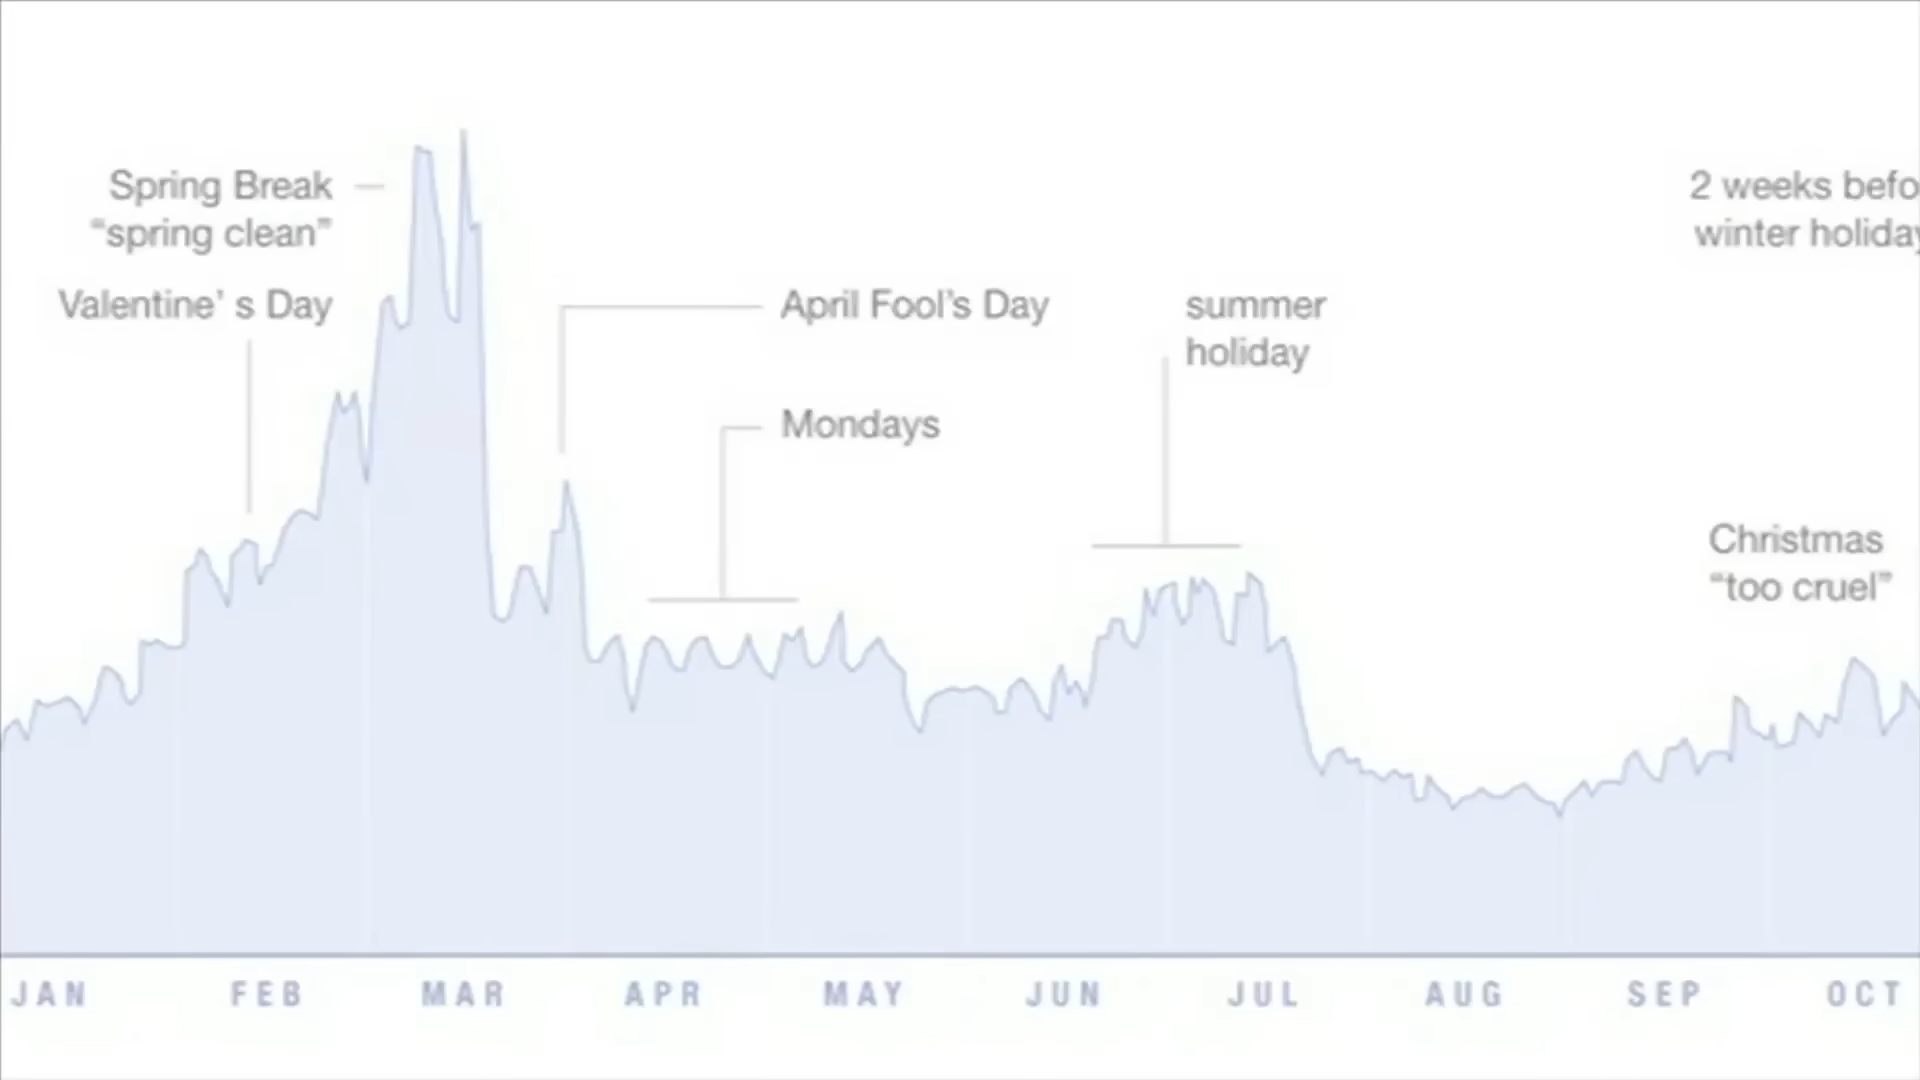 Spring Break
“spring clean”
Valentine’ s Day
April Fool’s Day
Mondays
summer
holiday
2 weeks befo
winter holiday
Christmas
“too cruel”
JAN FEB MAR APR MAY JUN JUL AUG SEP OCT